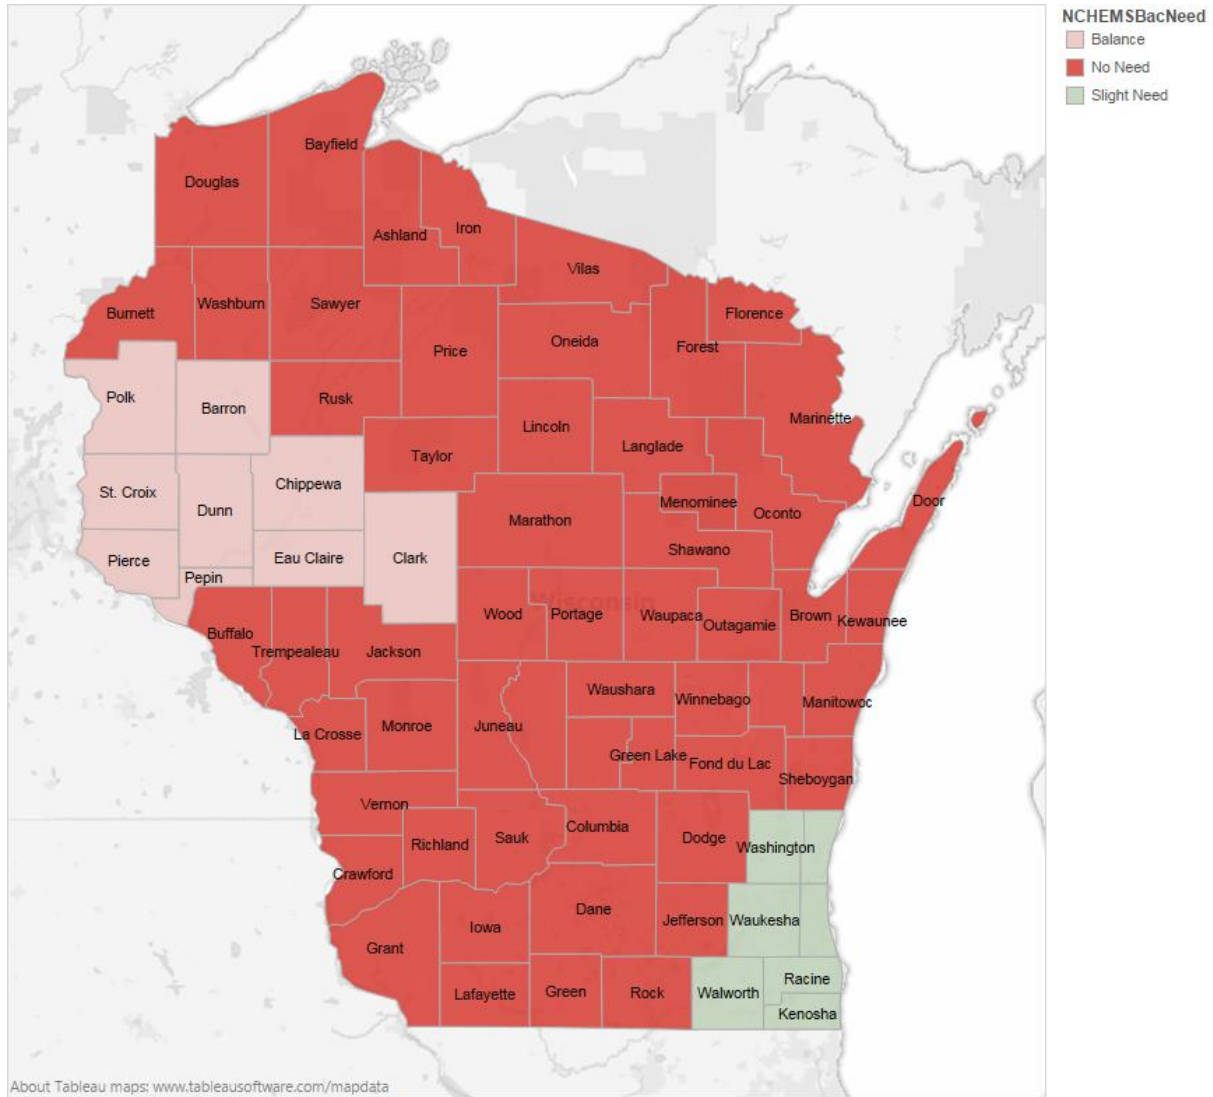 NCHEMSBacNeed
Balance
No Need
Slight Need
Bayfield
Douglas
Iron
Ashland
Vilas
Washburn
Sawyer
Burnett
Florence
Oneida
Forest
Price
Polk
Rusk
Barron
Marinette
Lincoln
Langlade
Taylor
Chippewa
St. Croix
Menominee
Door
Dunn
Oconto
Marathon
Shawano
Eau Claire
Clark
Pierce
Pepin
Wisconsin
Wood
Portage
Waupaca
Brown
Kewaunee
Outagamie
Buffalo
Trempealeau
Jackson
Waushara
Winnebago
Manitowoc
Monroe
Juneau
La Crosse
Green Lake
Fond du Lac
Sheboygan
Vernon
Columbia
Sauk
Dodge
Richland
Washington
Crawford
Dane
Jefferson
Waukesha
Iowa
Grant
Racine
Lafayette
Green
Rock
Walworth
Kenosha
About Tableau maps: www.tableausoftware.com/mapdata